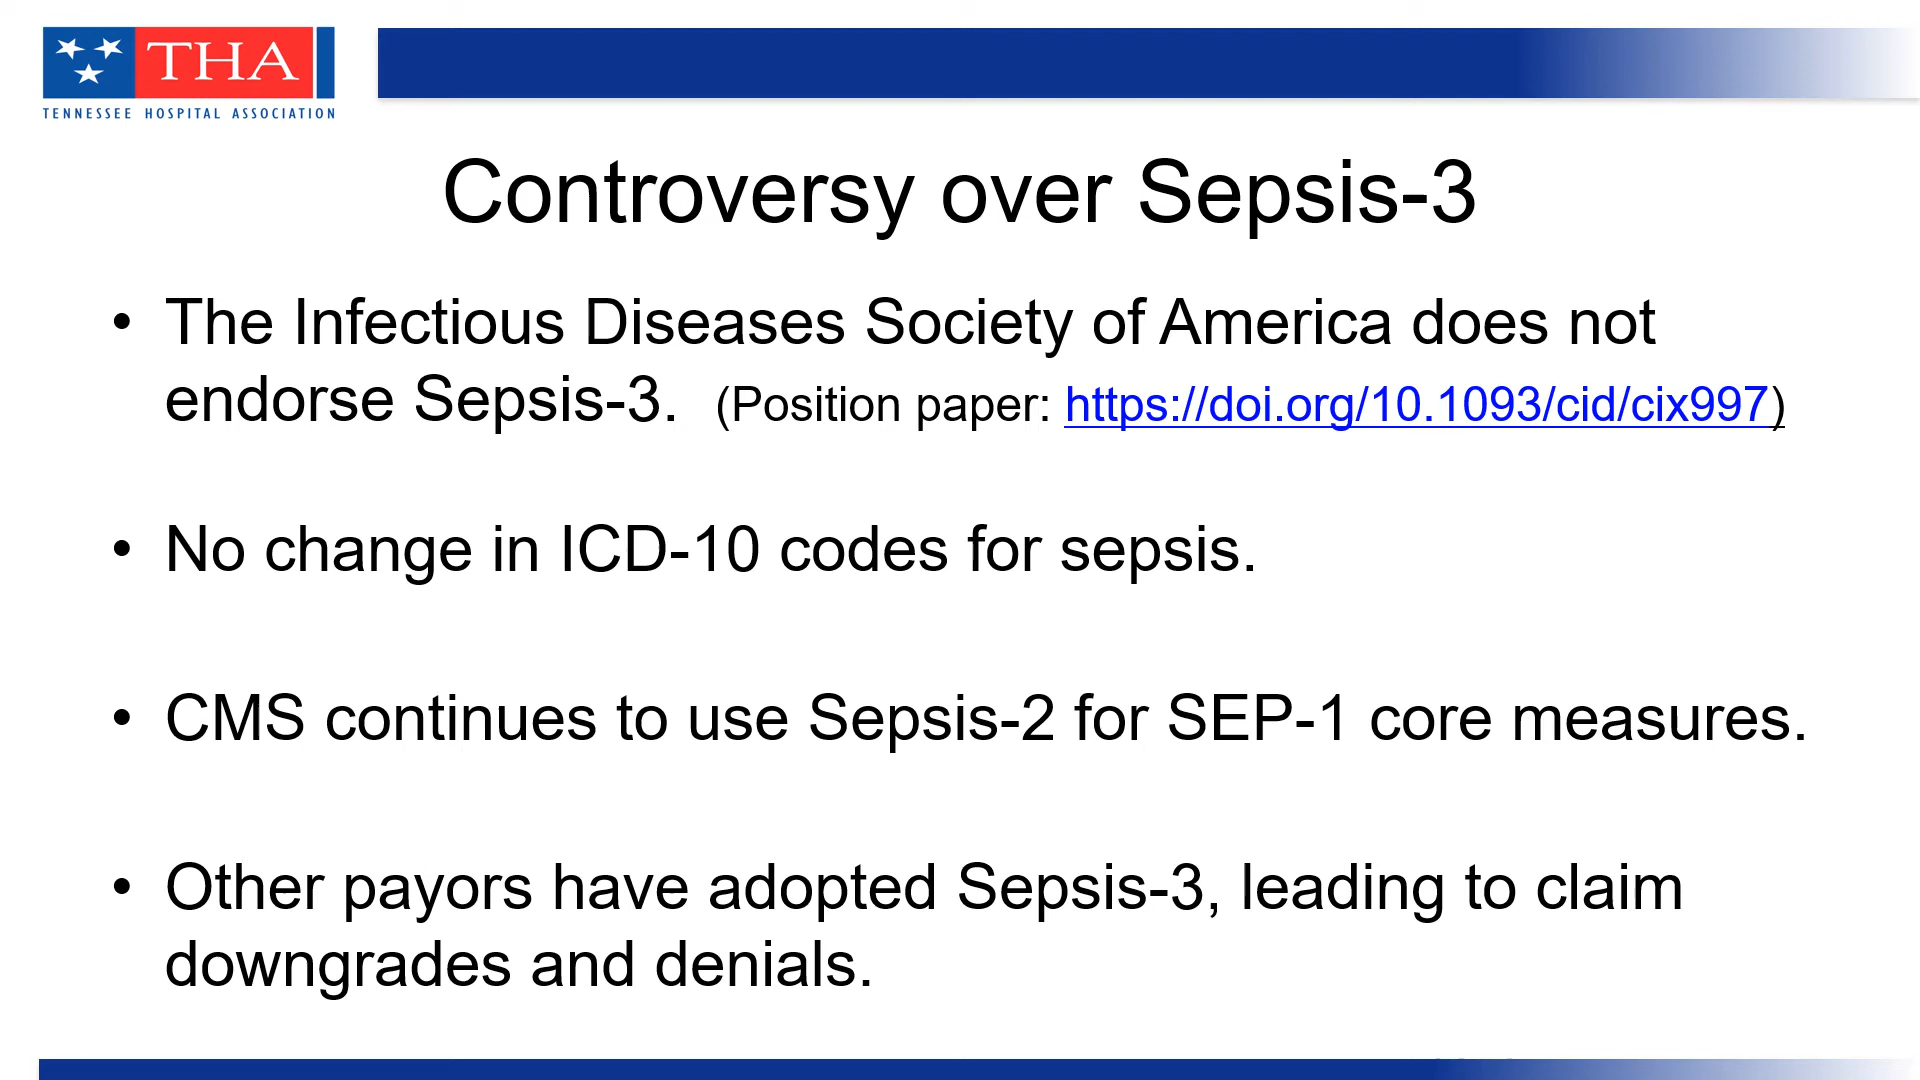 THA
TENNESSEE HOSPITAL ASSOCIATION
Controversy over Sepsis-3
• The Infectious Diseases Society of America does not
endorse Sepsis-3. (Position paper: https://doi.org/10.1093/cid/cix997)
• No change in ICD-10 codes for sepsis.
• CMS continues to use Sepsis-2 for SEP-1 core measures.
• Other payors have adopted Sepsis-3, leading to claim
downgrades and denials.